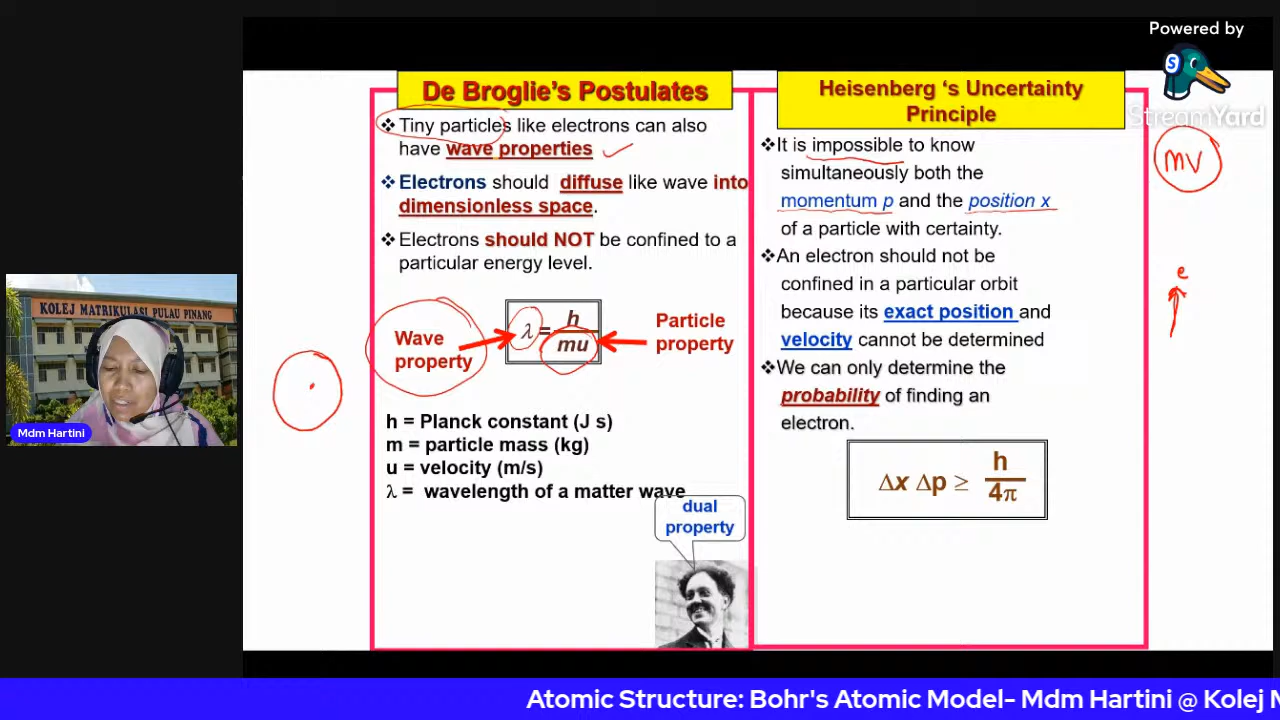 Powered by
S
StreamYard
De Broglie's Postulates
❖Tiny particles like electrons can also
have wave properties
❖Electrons should diffuse like wave into
dimensionless space.
❖Electrons should NOT be confined to a
particular energy level.
Wave
property
λ = h
mu
Particle
property
h = Planck constant (J s)
m = particle mass (kg)
u = velocity (m/s)
λ = wavelength of a matter wave
dual
property
Heisenberg 's Uncertainty
Principle
❖It is impossible to know
simultaneously both the
momentum p and the position x
of a particle with certainty.
❖An electron should not be
confined in a particular orbit
because its exact position and
velocity cannot be determined
❖We can only determine the
probability of finding an
electron.
Δx Δp ≥ h
4π
mv
e
KOLEJ MATRIKULASI PULAU PINANG
Mdm Hartini
Atomic Structure: Bohr's Atomic Model- Mdm Hartini @ Kolej M